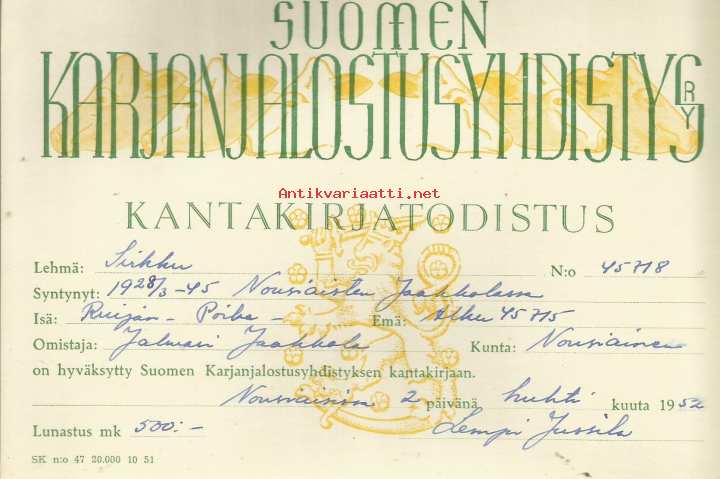 SUOMEN
KARJANJALOSTUSYHDISTYS RY
Antikvariaatti.net
KANTAKIRJATODISTUS
Lehmä: Sirkku N:o 45718
Syntynyt: 1928/3-45 Nousiaisten Jaakkolassa
Isä: Ruijan-Poika- Emä: Alku 45715
Omistaja: Jalmari Jaakkola Kunta: Nousiainen
on hyväksytty Suomen Karjanjalostusyhdistyksen kantakirjaan.
Nousiaisissa 2 päivänä huhti kuuta 1952
Lunastus mk 500:- Lempi Jussila
SK n:o 47 20.000 10 51